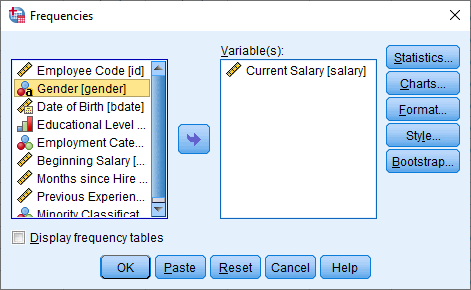 Frequencies
Variable(s):
Employee Code [id]
Gender [gender]
Date of Birth [bdate]
Educational Level ...
Employment Cate...
Beginning Salary [...
Months since Hire ...
Previous Experien...
Minority Classificat...
Current Salary [salary]
Statistics...
Charts...
Format...
Style...
Bootstrap...
Display frequency tables
OK
Paste
Reset
Cancel
Help